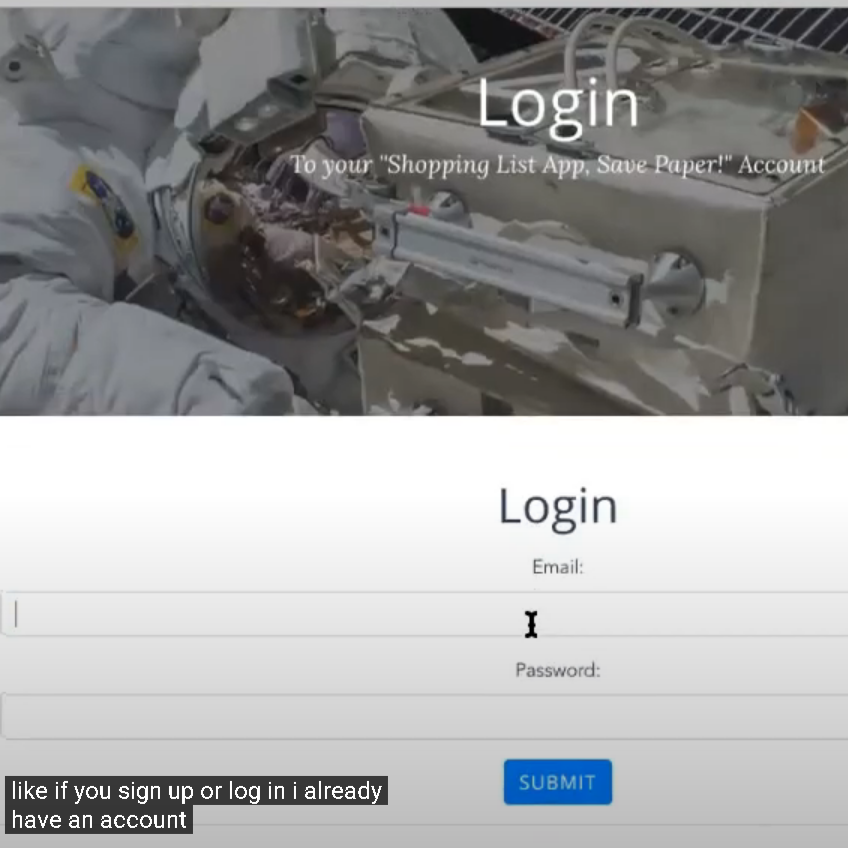 Login
To your "Shopping List App, Save Paper!" Account
Login
Email:
Password:
SUBMIT
like if you sign up or log in i already
have an account